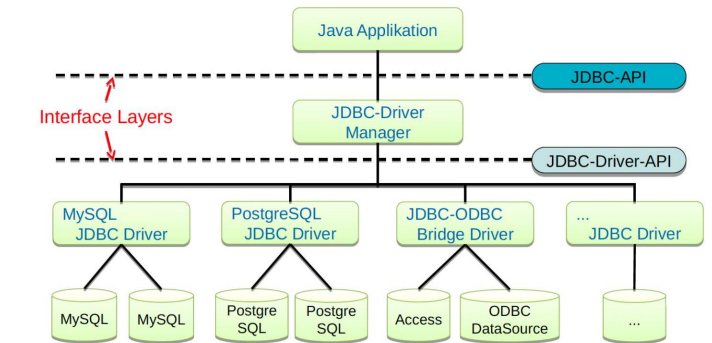 Java Applikation
JDBC-API
Interface Layers
JDBC-Driver
Manager
JDBC-Driver-API
MySQL
JDBC Driver
PostgreSQL
JDBC Driver
JDBC-ODBC
Bridge Driver
...
JDBC Driver
MySQL
MySQL
Postgre
SQL
Postgre
SQL
Access
ODBC
DataSource
...